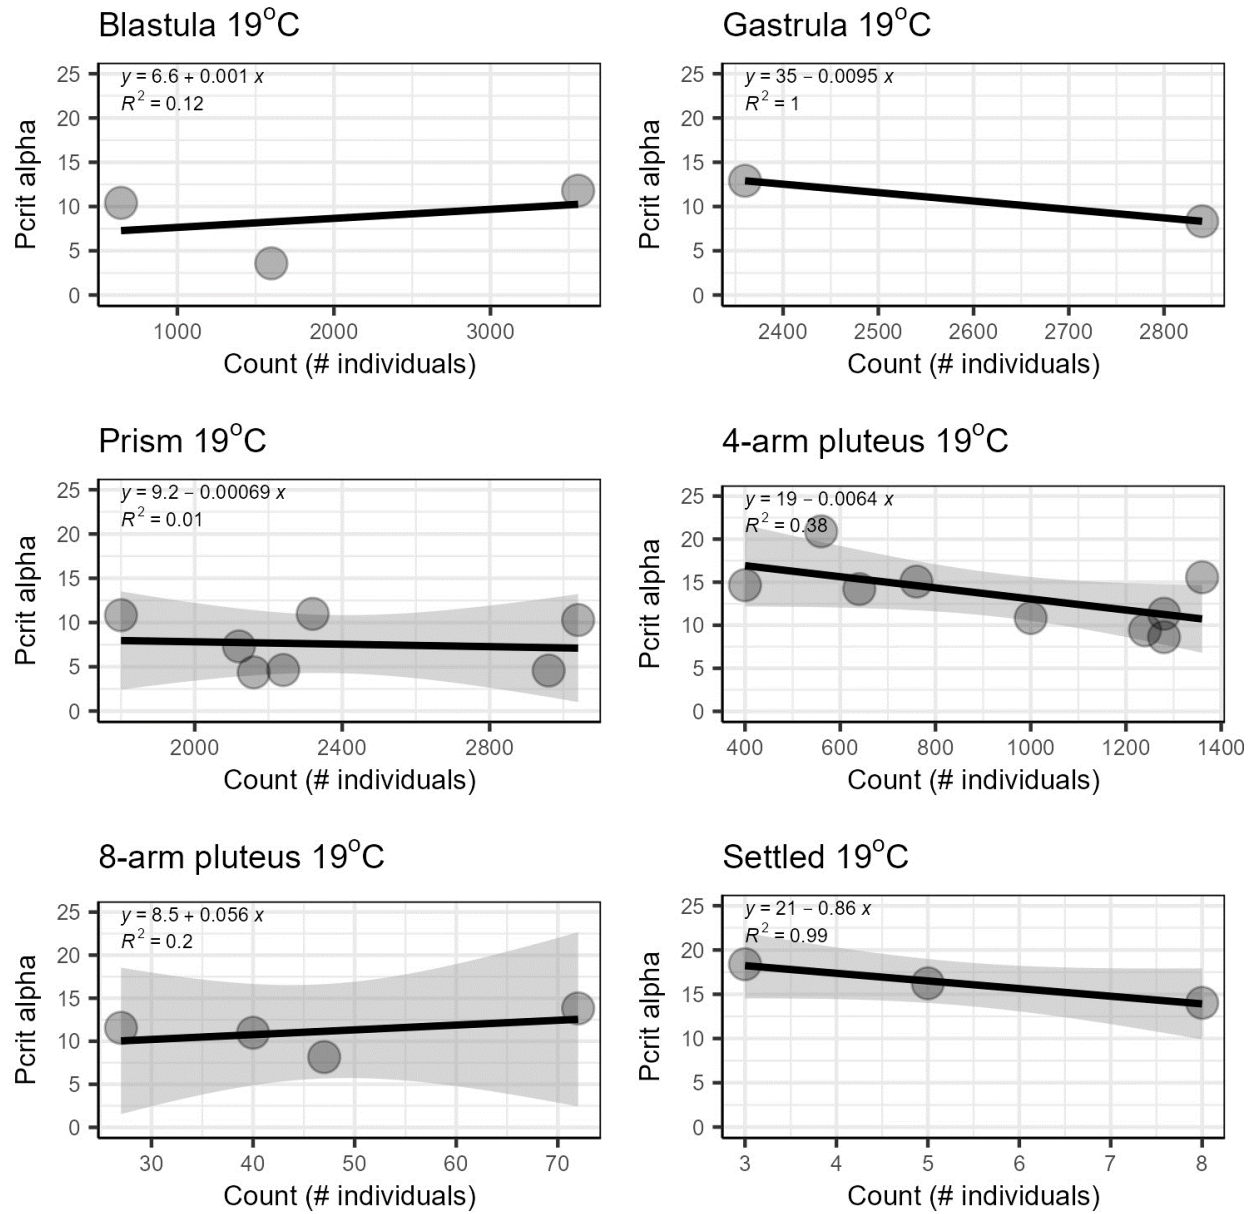 Blastula 19°C
y = 6.6 + 0.001 x
R² = 0.12
25
20
15
10
5
0
Pcrit alpha
1000 2000 3000
Count (# individuals)
Gastrula 19°C
y = 35 − 0.0095 x
R² = 1
25
20
15
10
5
0
Pcrit alpha
2400 2500 2600 2700 2800
Count (# individuals)
Prism 19°C
y = 9.2 − 0.00069 x
R² = 0.01
25
20
15
10
5
0
Pcrit alpha
2000 2400 2800
Count (# individuals)
4-arm pluteus 19°C
y = 19 − 0.0064 x
R² = 0.38
25
20
15
10
5
0
Pcrit alpha
400 600 800 1000 1200 1400
Count (# individuals)
8-arm pluteus 19°C
y = 8.5 + 0.056 x
R² = 0.2
25
20
15
10
5
0
Pcrit alpha
30 40 50 60 70
Count (# individuals)
Settled 19°C
y = 21 − 0.86 x
R² = 0.99
25
20
15
10
5
0
Pcrit alpha
3 4 5 6 7 8
Count (# individuals)